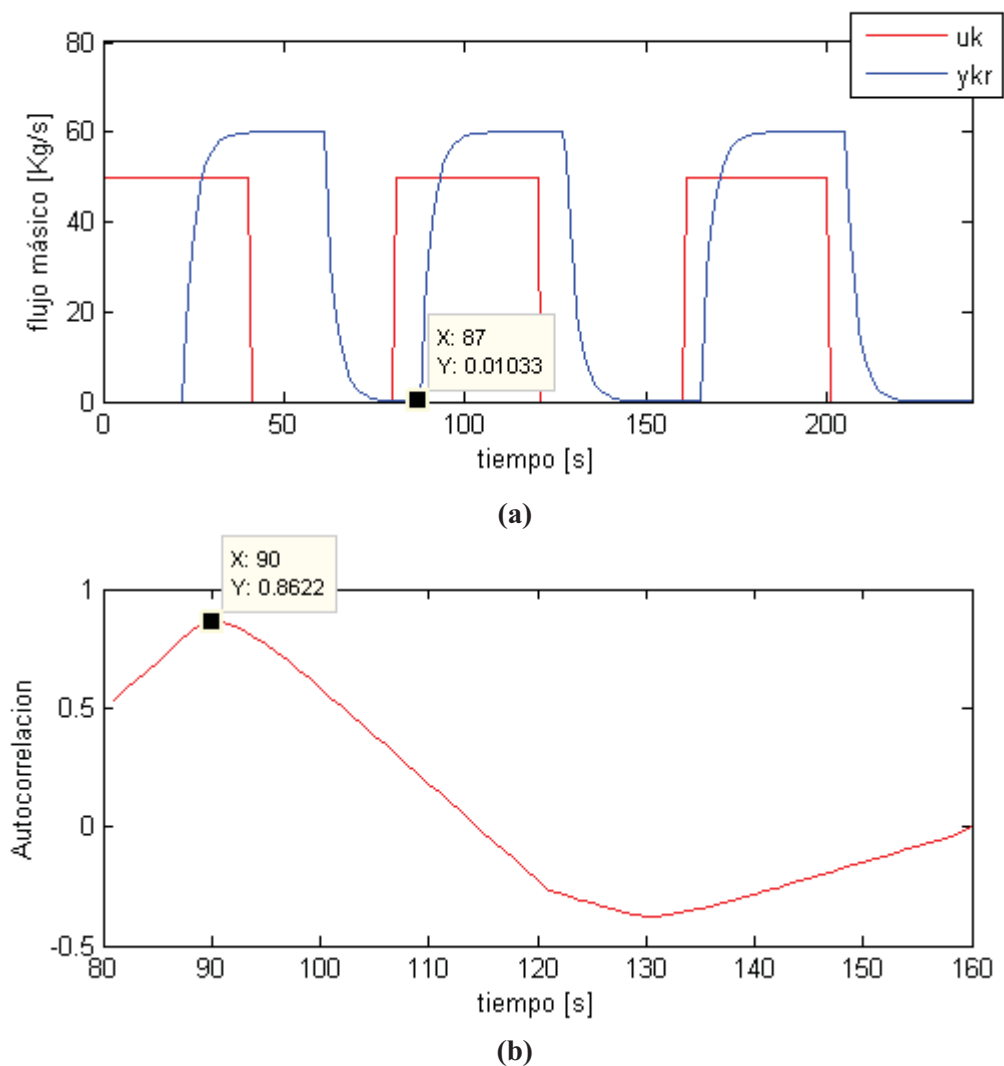 80
60
40
20
0
flujo másico [Kg/s]
uk
ykr
X: 87
Y: 0.01033
0
50
100
150
200
tiempo [s]
(a)
X: 90
Y: 0.8622
1
0.5
0
-0.5
Autocorrelacion
80
90
100
110
120
130
140
150
160
tiempo [s]
(b)